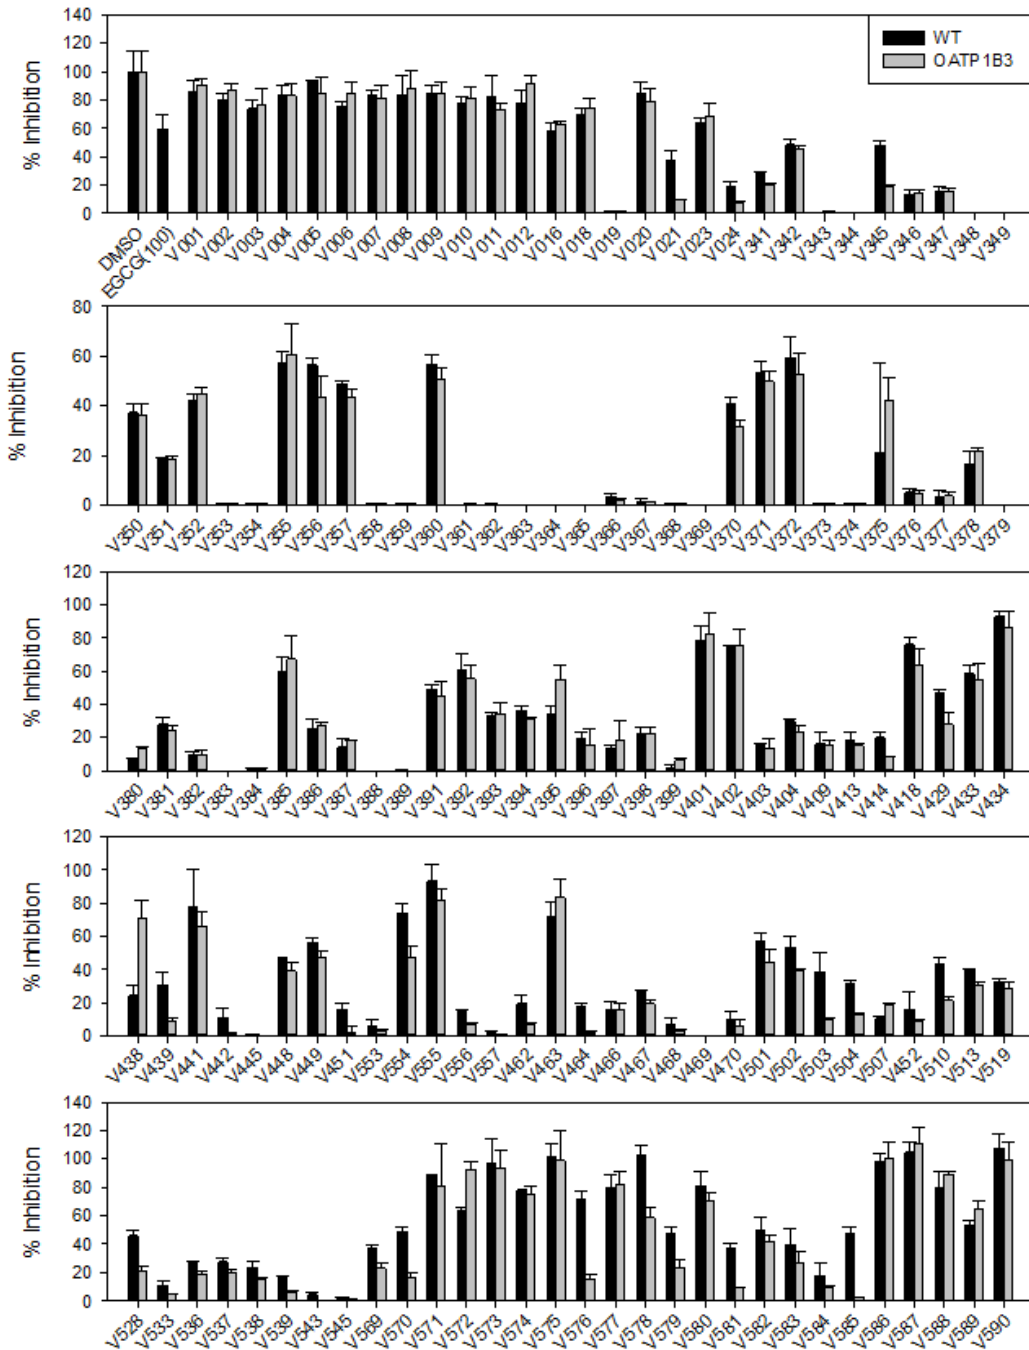 140
120
100
80
60
40
20
0
% Inhibition
WT
OATP1B3
DMSO EGCG(100) V001 V002 V003 V004 V005 V006 V007 V008 V009 V010 V011 V012 V016 V018 V019 V020 V021 V023 V024 V341 V342 V343 V344 V345 V346 V347 V348 V349
80
60
40
20
0
% Inhibition
V350 V351 V352 V353 V354 V355 V356 V357 V358 V359 V360 V361 V362 V363 V364 V365 V366 V367 V368 V369 V370 V371 V372 V373 V374 V375 V376 V377 V378 V379
120
100
80
60
40
20
0
% Inhibition
V380 V381 V382 V383 V384 V385 V386 V387 V388 V389 V391 V392 V393 V394 V395 V396 V397 V398 V399 V401 V402 V403 V404 V409 V413 V414 V418 V429 V433 V434
120
100
80
60
40
20
0
% Inhibition
V438 V439 V441 V442 V445 V448 V449 V451 V553 V554 V555 V556 V557 V462 V463 V464 V466 V467 V468 V469 V470 V501 V502 V503 V504 V507 V452 V510 V513 V519
140
120
100
80
60
40
20
0
% Inhibition
V528 V533 V536 V537 V538 V539 V543 V545 V569 V570 V571 V572 V573 V574 V575 V576 V577 V578 V579 V580 V581 V582 V583 V584 V585 V586 V587 V588 V589 V590